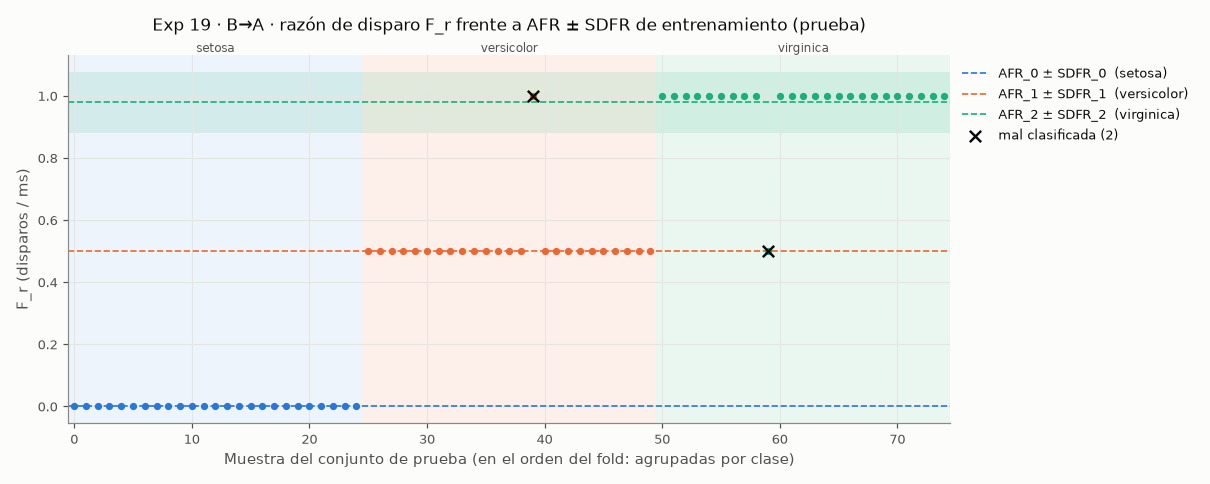 Exp 19 · B→A · razón de disparo F_r frente a AFR ± SDFR de entrenamiento (prueba)
setosa
versicolor
virginica
AFR_0 ± SDFR_0 (setosa)
AFR_1 ± SDFR_1 (versicolor)
AFR_2 ± SDFR_2 (virginica)
mal clasificada (2)
F_r (disparos / ms)
1.0
0.8
0.6
0.4
0.2
0.0
0
10
20
30
40
50
60
70
Muestra del conjunto de prueba (en el orden del fold: agrupadas por clase)